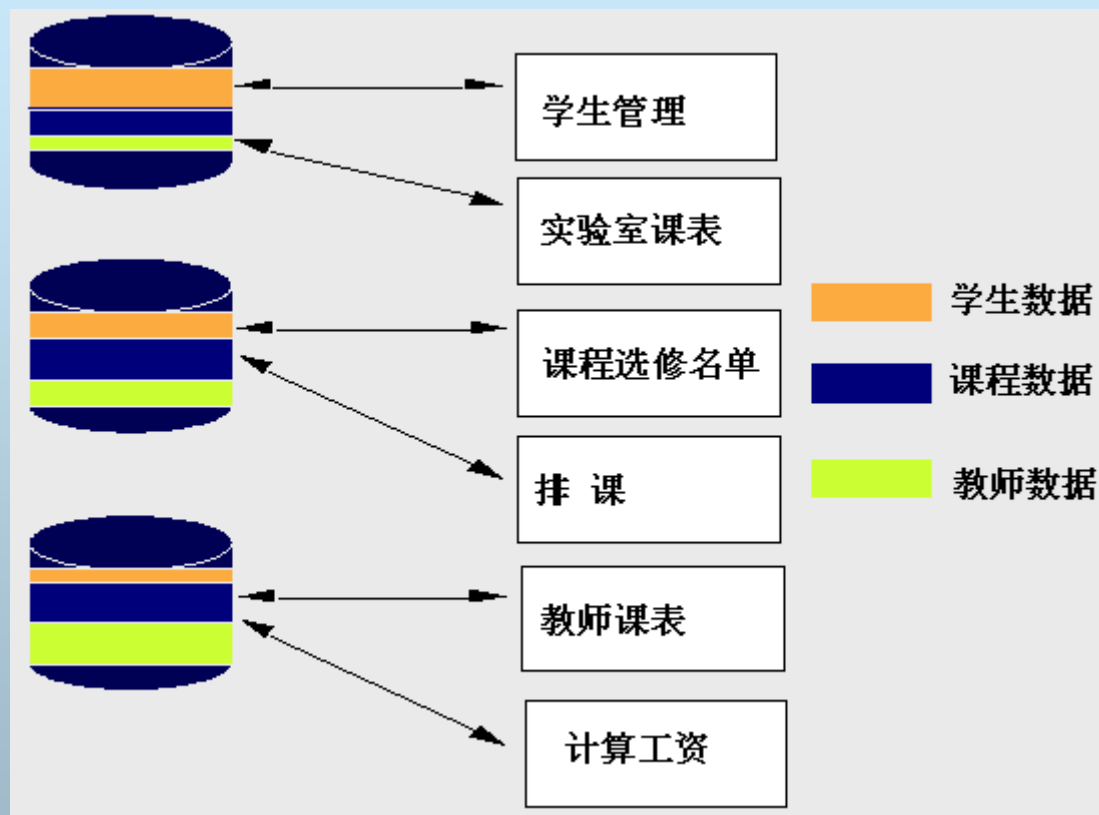 学生管理
实验室课表
课程选修名单
排 课
教师课表
计算工资
学生数据
课程数据
教师数据